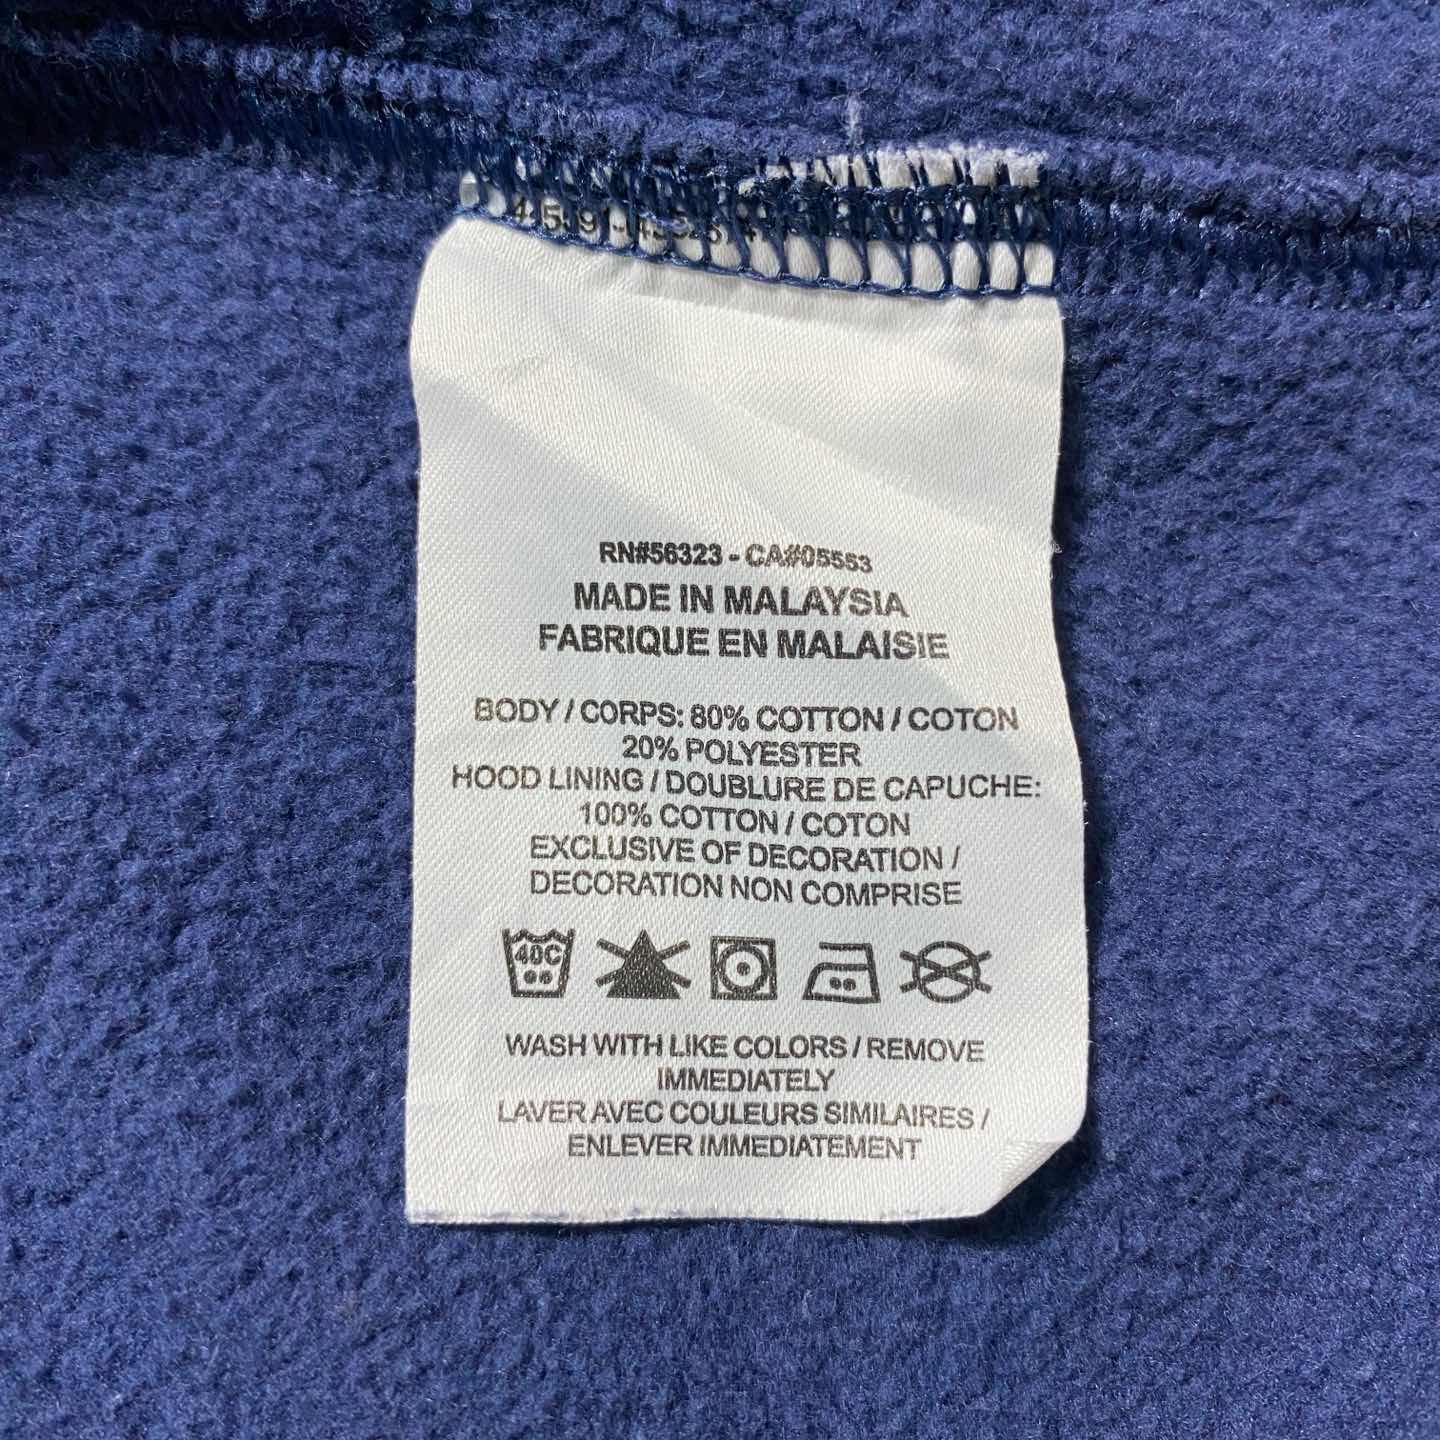 RN#56323 - CA#05553
MADE IN MALAYSIA
FABRIQUE EN MALAISIE
BODY / CORPS: 80% COTTON / COTON
20% POLYESTER
HOOD LINING / DOUBLURE DE CAPUCHE:
100% COTTON / COTON
EXCLUSIVE OF DECORATION /
DECORATION NON COMPRISE
40C
WASH WITH LIKE COLORS / REMOVE
IMMEDIATELY
LAVER AVEC COULEURS SIMILAIRES /
ENLEVER IMMEDIATEMENT